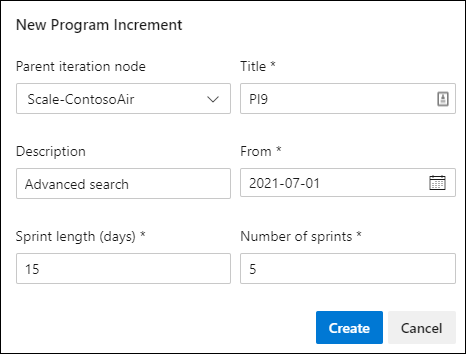 New Program Increment
Parent iteration node
Title *
Scale-ContosoAir
PI9
Description
From *
Advanced search
2021-07-01
Sprint length (days) *
Number of sprints *
15
5
Create
Cancel